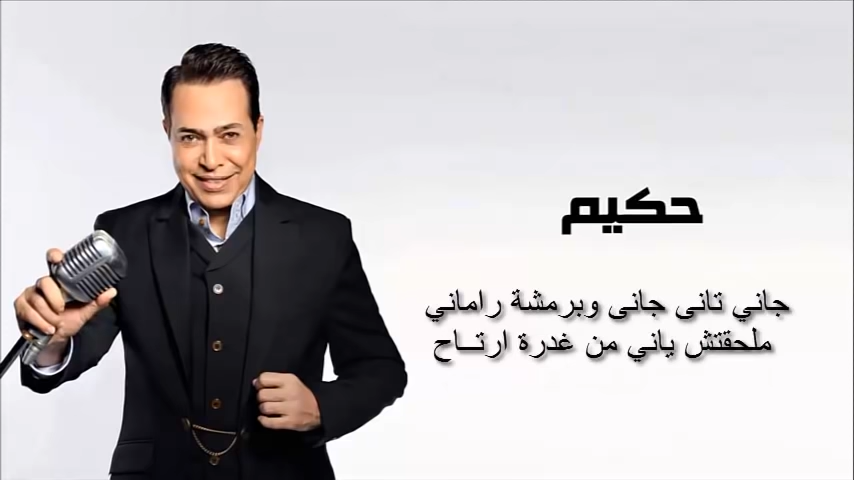 حكيم
جاني تانى جانى وبرمشة راماني
ملحقتش ياني من غدرة ارتــاح